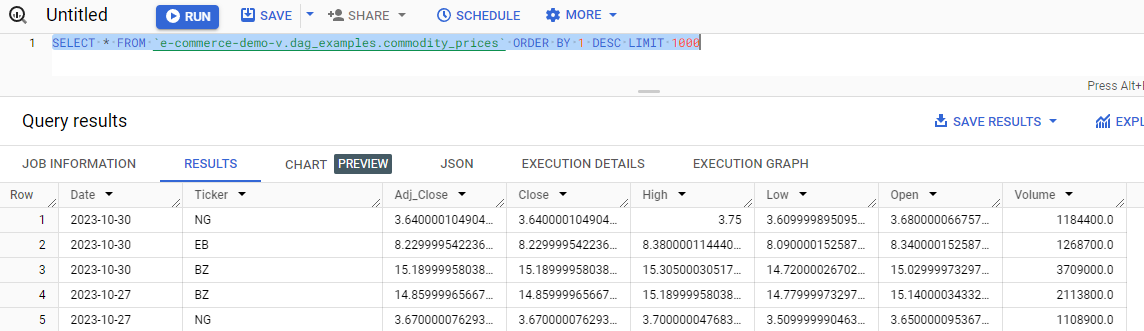 Untitled RUN SAVE SHARE SCHEDULE MORE
1 SELECT * FROM `e-commerce-demo-v.dag_examples.commodity_prices` ORDER BY 1 DESC LIMIT 1000
Press Alt+
Query results SAVE RESULTS EXPL
JOB INFORMATION RESULTS CHART PREVIEW JSON EXECUTION DETAILS EXECUTION GRAPH
Row Date Ticker Adj_Close Close High Low Open Volume
1 2023-10-30 NG 3.640000104904... 3.640000104904... 3.75 3.609999895095... 3.680000066757... 1184400.0
2 2023-10-30 EB 8.229999542236... 8.229999542236... 8.380000114440... 8.090000152587... 8.340000152587... 1268700.0
3 2023-10-30 BZ 15.18999958038... 15.18999958038... 15.30500030517... 14.72000026702... 15.02999973297... 3709000.0
4 2023-10-27 BZ 14.85999965667... 14.85999965667... 15.18999958038... 14.77999973297... 15.14000034332... 2113800.0
5 2023-10-27 NG 3.670000076293... 3.670000076293... 3.700000047683... 3.509999990463... 3.650000095367... 1108900.0